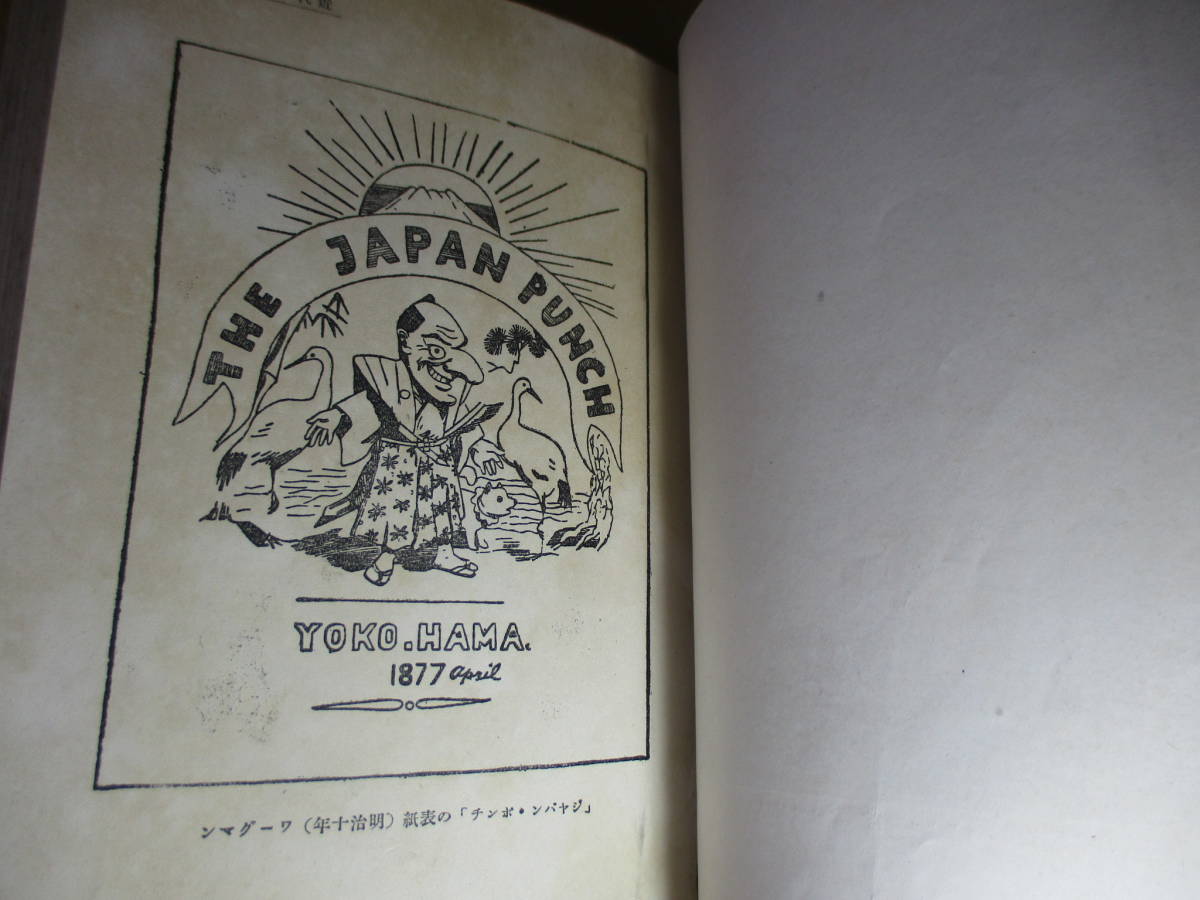 THE JAPAN PUNCH
YOKO.HAMA.
1877 April
「ジヤパン・ポンチ」の表紙(明治十年)ワーグマン